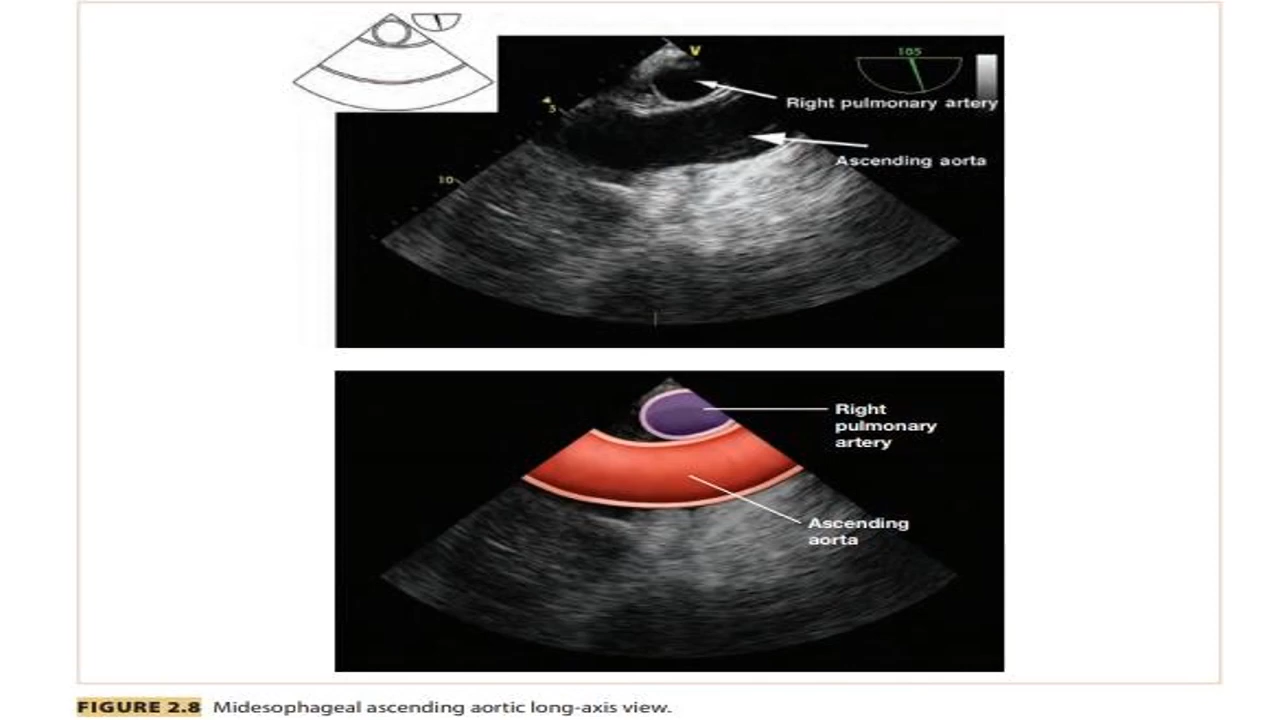 V
105
Right pulmonary artery
5
Ascending aorta
10
Right
pulmonary
artery
Ascending
aorta
FIGURE 2.8 Midesophageal ascending aortic long-axis view.